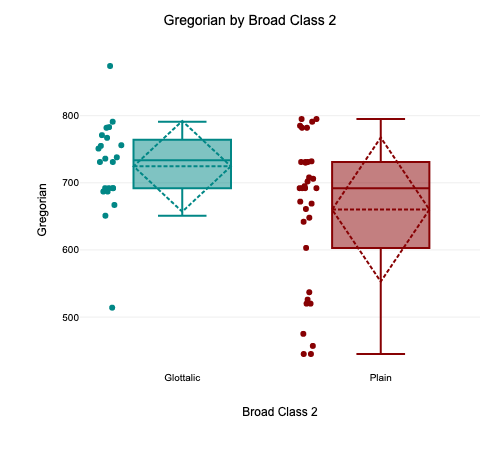 Gregorian by Broad Class 2
800
700
600
500
Gregorian
Glottalic
Plain
Broad Class 2